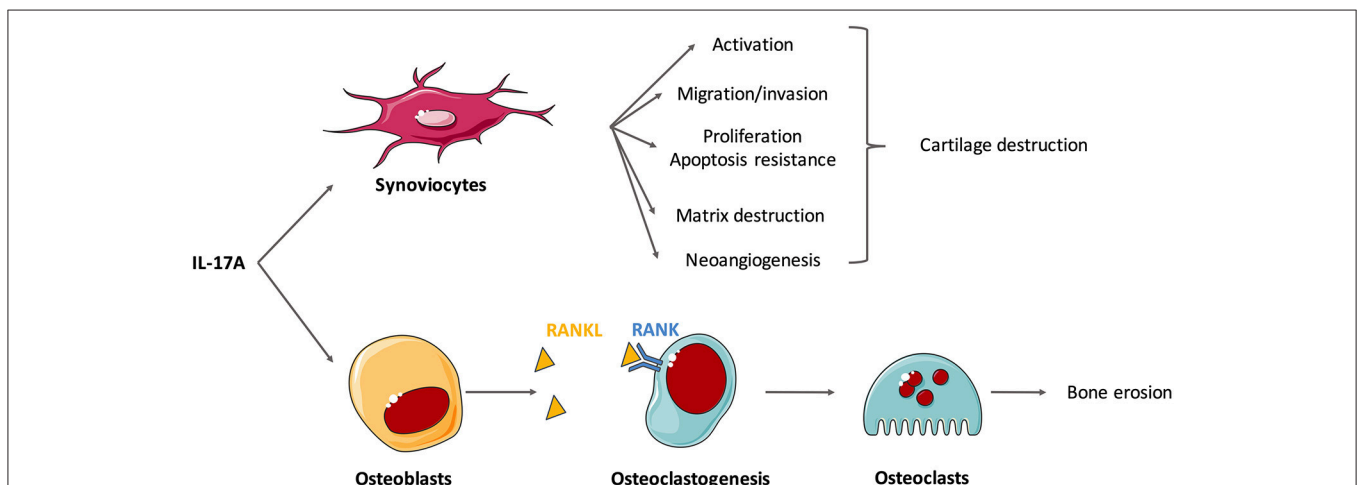 Activation
Migration/invasion
Proliferation
Apoptosis resistance
Cartilage destruction
Synoviocytes
Matrix destruction
IL-17A
Neoangiogenesis
RANKL
RANK
Bone erosion
Osteoblasts
Osteoclastogenesis
Osteoclasts